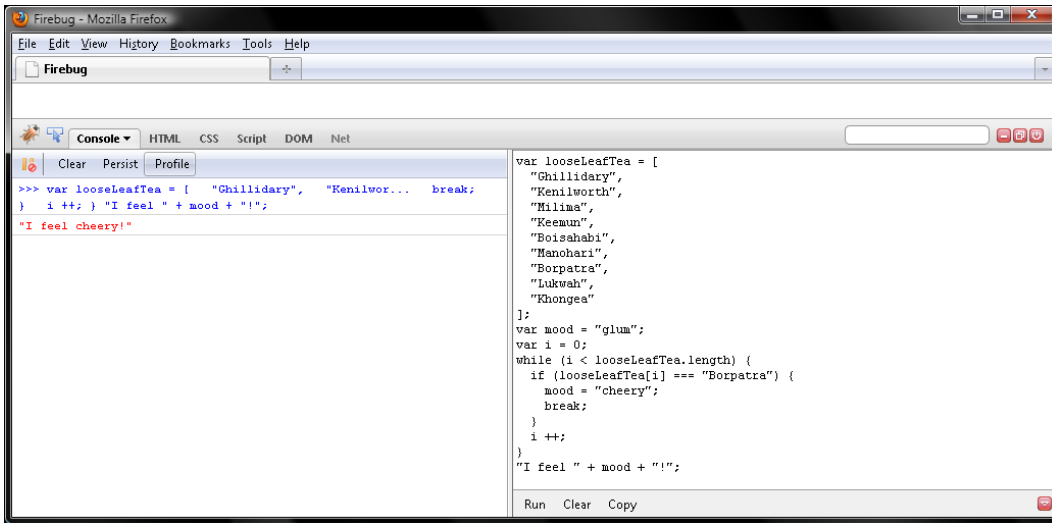 Firebug - Mozilla Firefox
File Edit View History Bookmarks Tools Help
Firebug
Console HTML CSS Script DOM Net
Clear Persist Profile
>>> var looseLeafTea = [ "Ghillidary", "Kenilwor... break;
} i ++; } "I feel " + mood + "!";
"I feel cheery!"
var looseLeafTea = [
"Ghillidary",
"Kenilworth",
"Milima",
"Keemun",
"Boisahabi",
"Manohari",
"Borpatra",
"Lukwah",
"Khongea"
];
var mood = "glum";
var i = 0;
while (i < looseLeafTea.length) {
if (looseLeafTea[i] === "Borpatra") {
mood = "cheery";
break;
}
i ++;
}
"I feel " + mood + "!";
Run Clear Copy